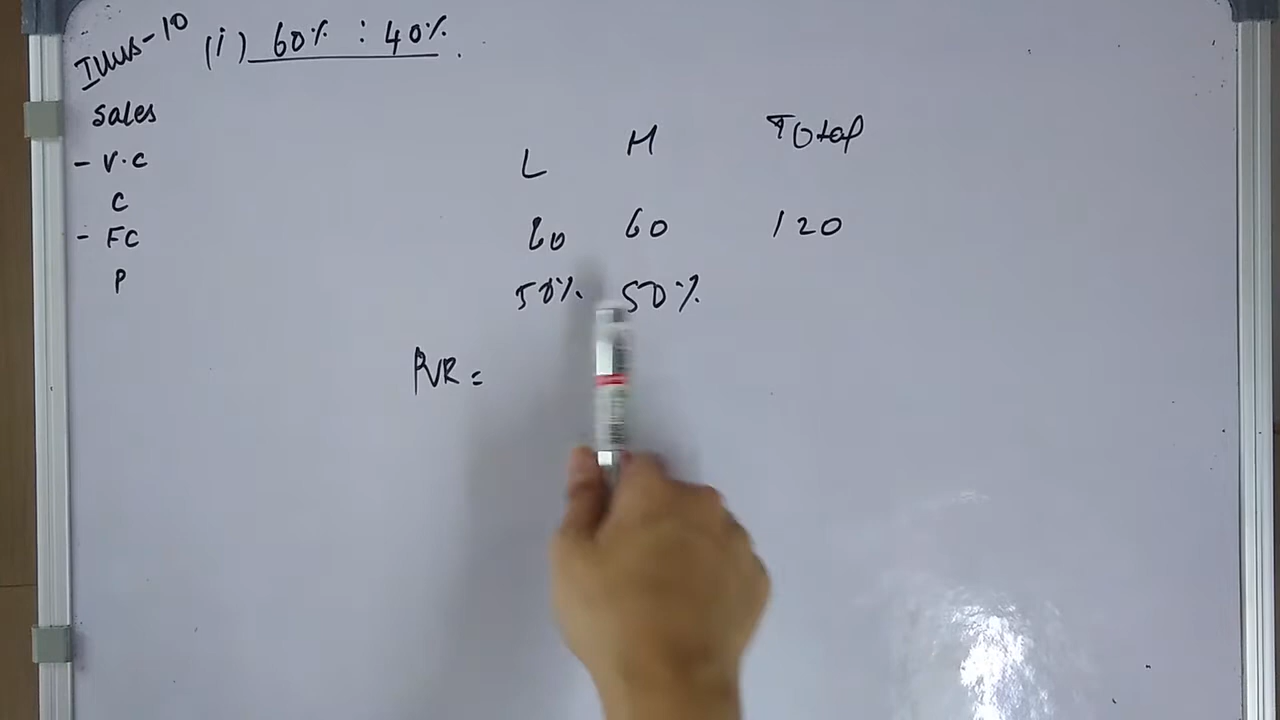 Illus-10 (i) 60% : 40%
Sales
- V.C
C
- FC
P
L M Total
60 60 120
50% 50%
PVR =